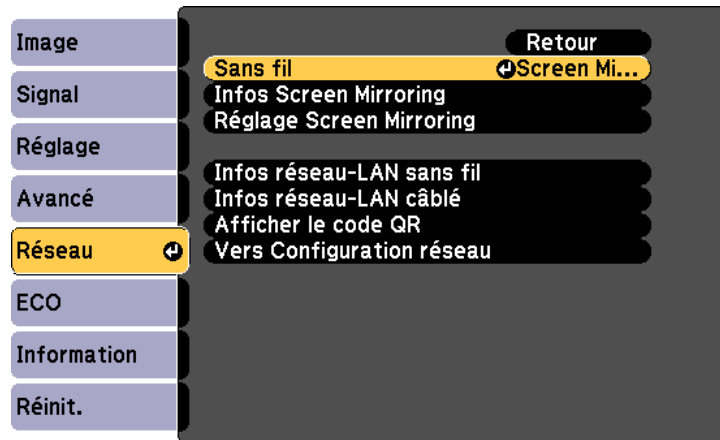 Image
Signal
Réglage
Avancé
Réseau
ECO
Information
Réinit.
Retour
Sans fil Screen Mi...
Infos Screen Mirroring
Réglage Screen Mirroring
Infos réseau-LAN sans fil
Infos réseau-LAN câblé
Afficher le code QR
Vers Configuration réseau